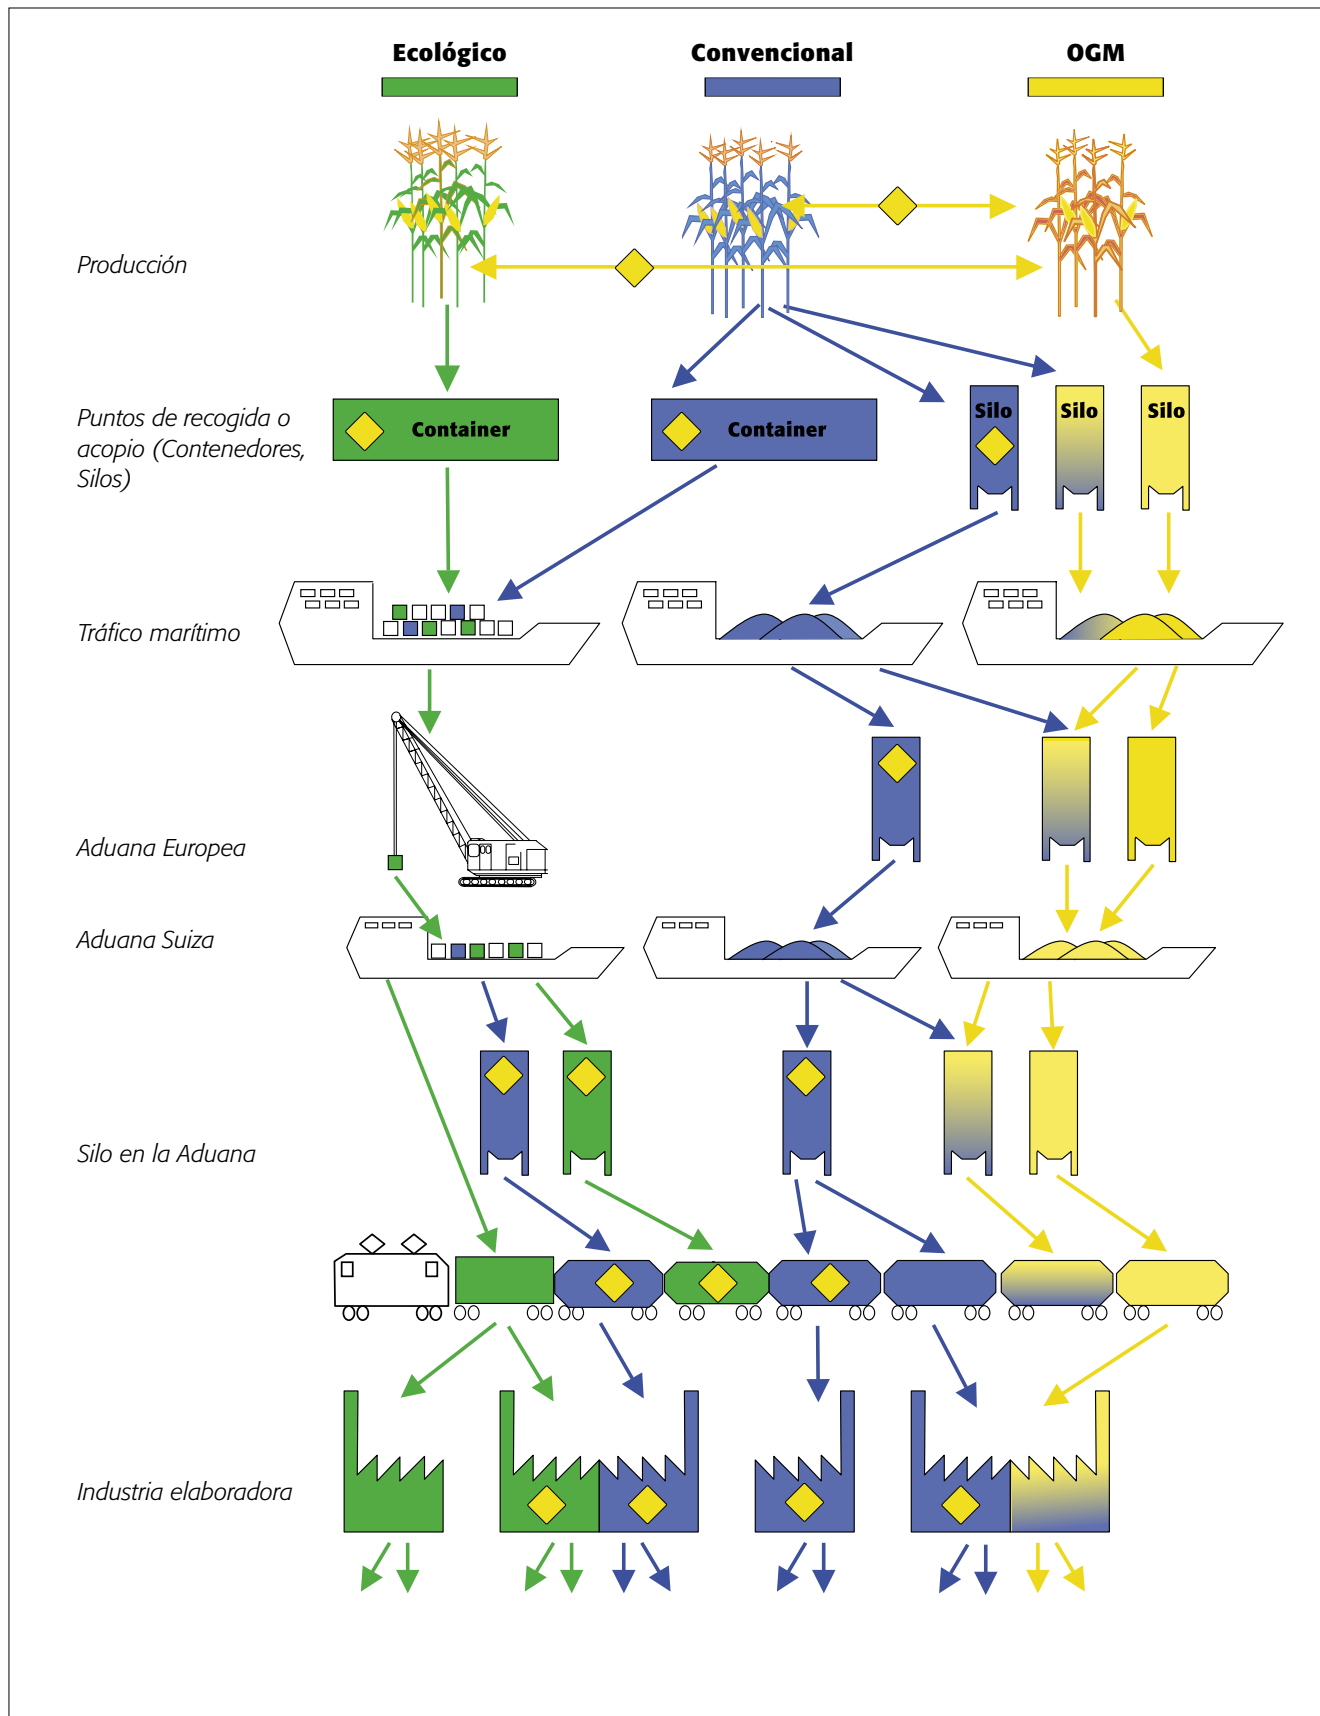 Ecológico
Convencional
OGM
Producción
Puntos de recogida o
acopio (Contenedores,
Silos)
Container
Container
Silo
Silo
Silo
Tráfico marítimo
Aduana Europea
Aduana Suiza
Silo en la Aduana
Industria elaboradora